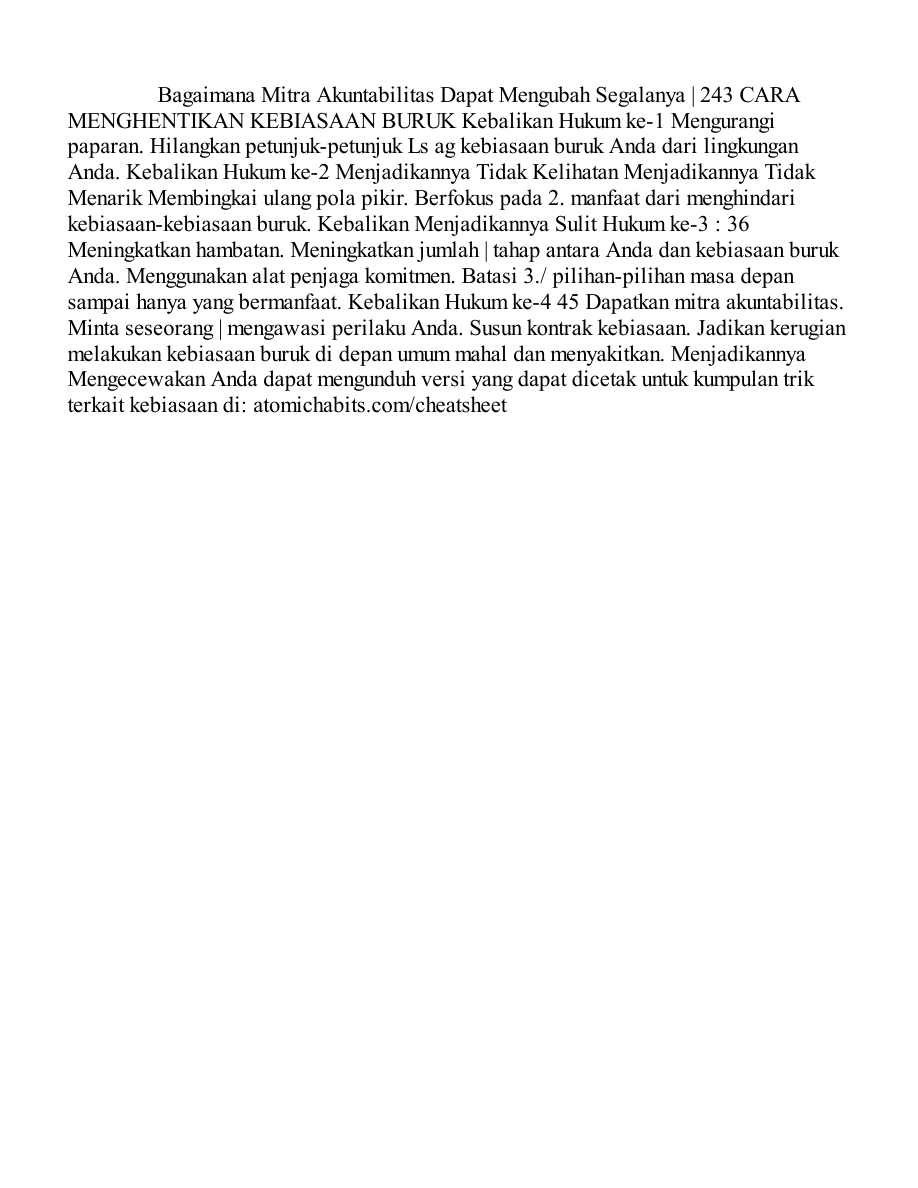 Bagaimana Mitra Akuntabilitas Dapat Mengubah Segalanya | 243 CARA
MENGHENTIKAN KEBIASAAN BURUK Kebalikan Hukum ke-1 Mengurangi
paparan. Hilangkan petunjuk-petunjuk Ls ag kebiasaan buruk Anda dari lingkungan
Anda. Kebalikan Hukum ke-2 Menjadikannya Tidak Kelihatan Menjadikannya Tidak
Menarik Membingkai ulang pola pikir. Berfokus pada 2. manfaat dari menghindari
kebiasaan-kebiasaan buruk. Kebalikan Menjadikannya Sulit Hukum ke-3 : 36
Meningkatkan hambatan. Meningkatkan jumlah | tahap antara Anda dan kebiasaan buruk
Anda. Menggunakan alat penjaga komitmen. Batasi 3./ pilihan-pilihan masa depan
sampai hanya yang bermanfaat. Kebalikan Hukum ke-4 45 Dapatkan mitra akuntabilitas.
Minta seseorang | mengawasi perilaku Anda. Susun kontrak kebiasaan. Jadikan kerugian
melakukan kebiasaan buruk di depan umum mahal dan menyakitkan. Menjadikannya
Mengecewakan Anda dapat mengunduh versi yang dapat dicetak untuk kumpulan trik
terkait kebiasaan di: atomichabits.com/cheatsheet